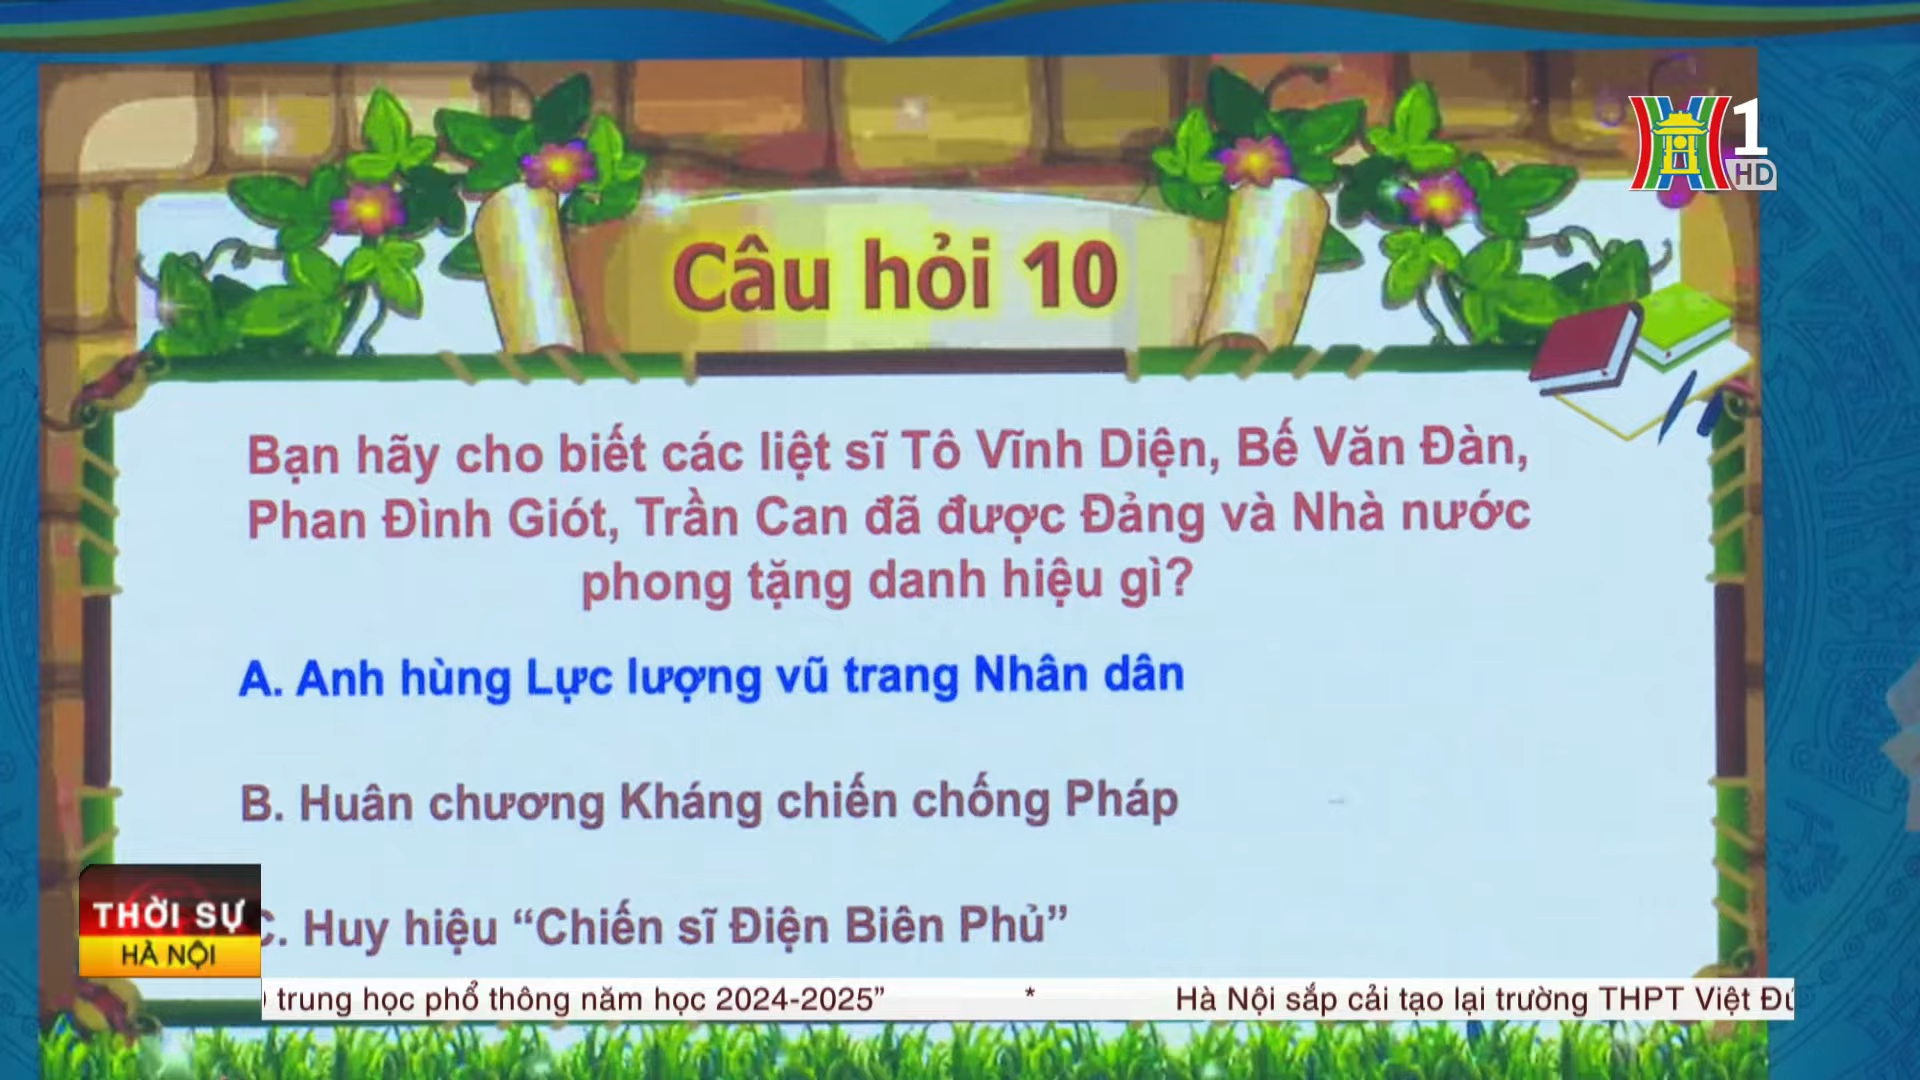 1
HD
Câu hỏi 10
Bạn hãy cho biết các liệt sĩ Tô Vĩnh Diện, Bế Văn Đàn,
Phan Đình Giót, Trần Can đã được Đảng và Nhà nước
phong tặng danh hiệu gì?
A. Anh hùng Lực lượng vũ trang Nhân dân
B. Huân chương Kháng chiến chống Pháp
C. Huy hiệu “Chiến sĩ Điện Biên Phủ”
THỜI SỰ
HÀ NỘI
trung học phổ thông năm học 2024-2025” * Hà Nội sắp cải tạo lại trường THPT Việt